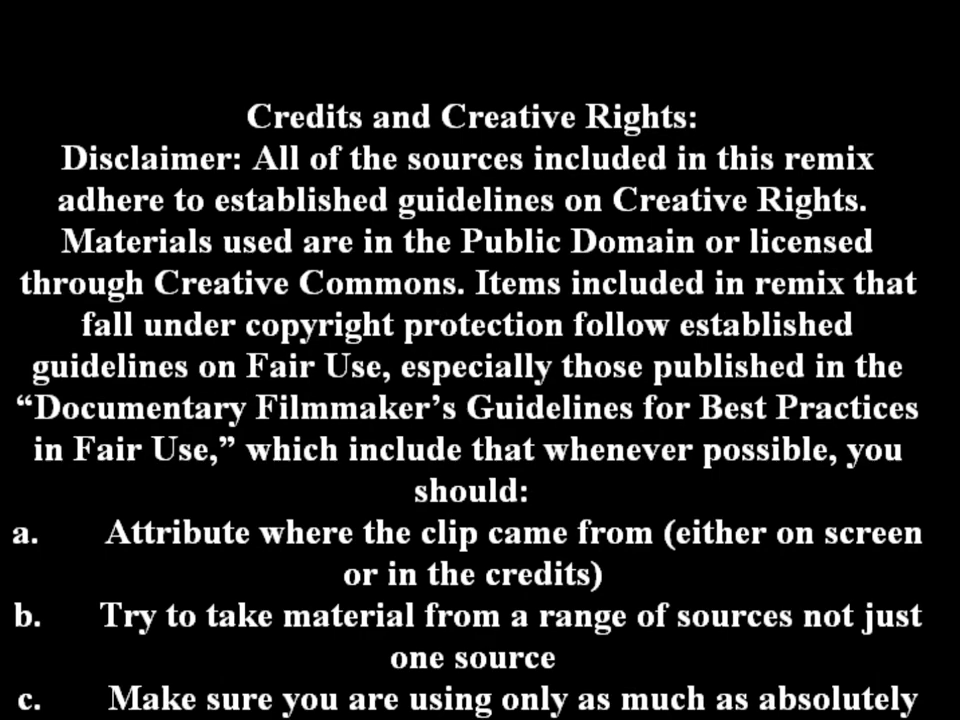 Credits and Creative Rights:
Disclaimer: All of the sources included in this remix
adhere to established guidelines on Creative Rights.
Materials used are in the Public Domain or licensed
through Creative Commons. Items included in remix that
fall under copyright protection follow established
guidelines on Fair Use, especially those published in the
“Documentary Filmmaker’s Guidelines for Best Practices
in Fair Use,” which include that whenever possible, you
should:
a. Attribute where the clip came from (either on screen
or in the credits)
b. Try to take material from a range of sources not just
one source
c. Make sure you are using only as much as absolutely